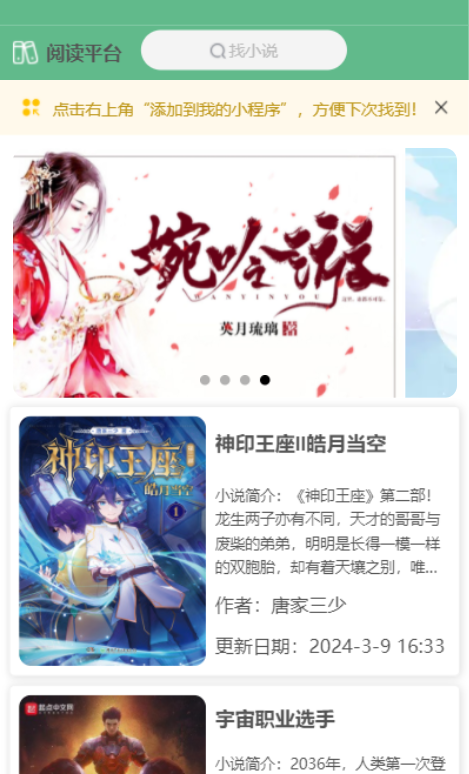 阅读平台
找小说
点击右上角“添加到我的小程序”，方便下次找到！
婉吟之游
WANYINYOU
英月琉璃
神印王座
皓月当空
1
神印王座II皓月当空
小说简介：《神印王座》第二部！
龙生两子亦有不同，天才的哥哥与
废柴的弟弟，明明是长得一模一样
的双胞胎，却有着天壤之别，唯...
作者：唐家三少
更新日期：2024-3-9 16:33
起点中文网
宇宙职业选手
小说简介：2036年，人类第一次登